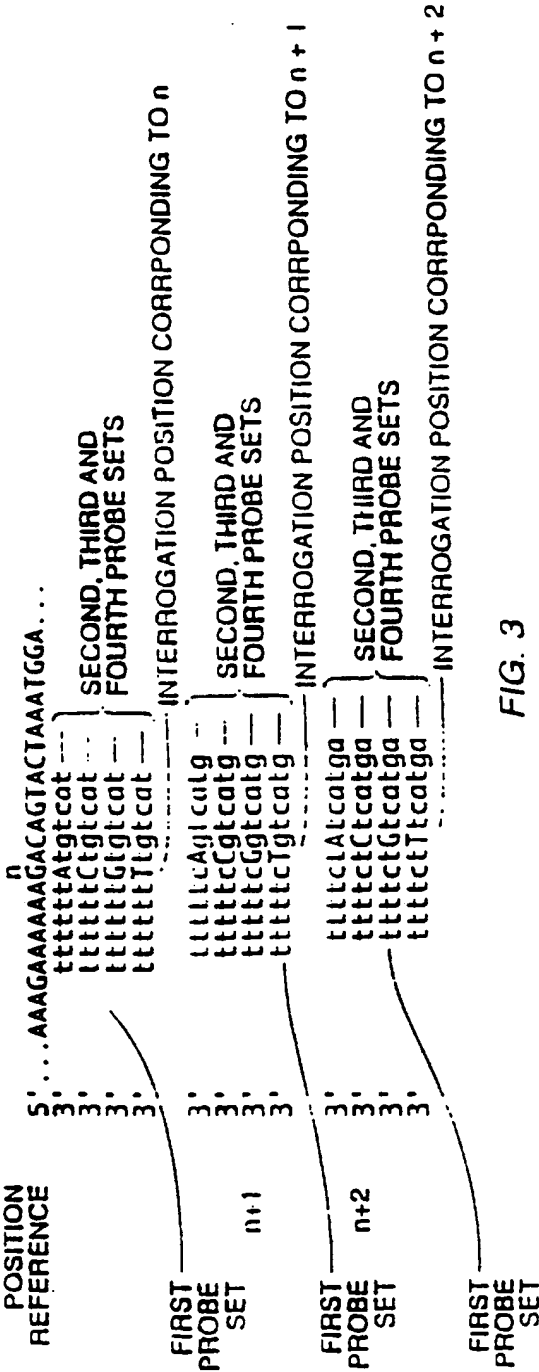 POSITION n
REFERENCE 5'....AAAGAAAAAAGACAGTACTAAATGGA...
3' ttttttAtgtcat
3' ttttttCtgtcat
3' ttttttGtgtcat
3' ttttttTtgtcat
SECOND, THIRD AND
FOURTH PROBE SETS
FIRST
PROBE
SET
INTERROGATION POSITION CORRPONDING TO n
n+1
3' tttttcAgtcatg
3' tttttcCgtcatg
3' tttttcGgtcatg
3' tttttcTgtcatg
SECOND, THIRD AND
FOURTH PROBE SETS
FIRST
PROBE
SET
INTERROGATION POSITION CORRPONDING TO n + 1
n+2
3' ttttctAtcatga
3' ttttctCtcatga
3' ttttctGtcatga
3' ttttctTtcatga
SECOND, THIRD AND
FOURTH PROBE SETS
FIRST
PROBE
SET
INTERROGATION POSITION CORRPONDING TO n + 2
FIG. 3